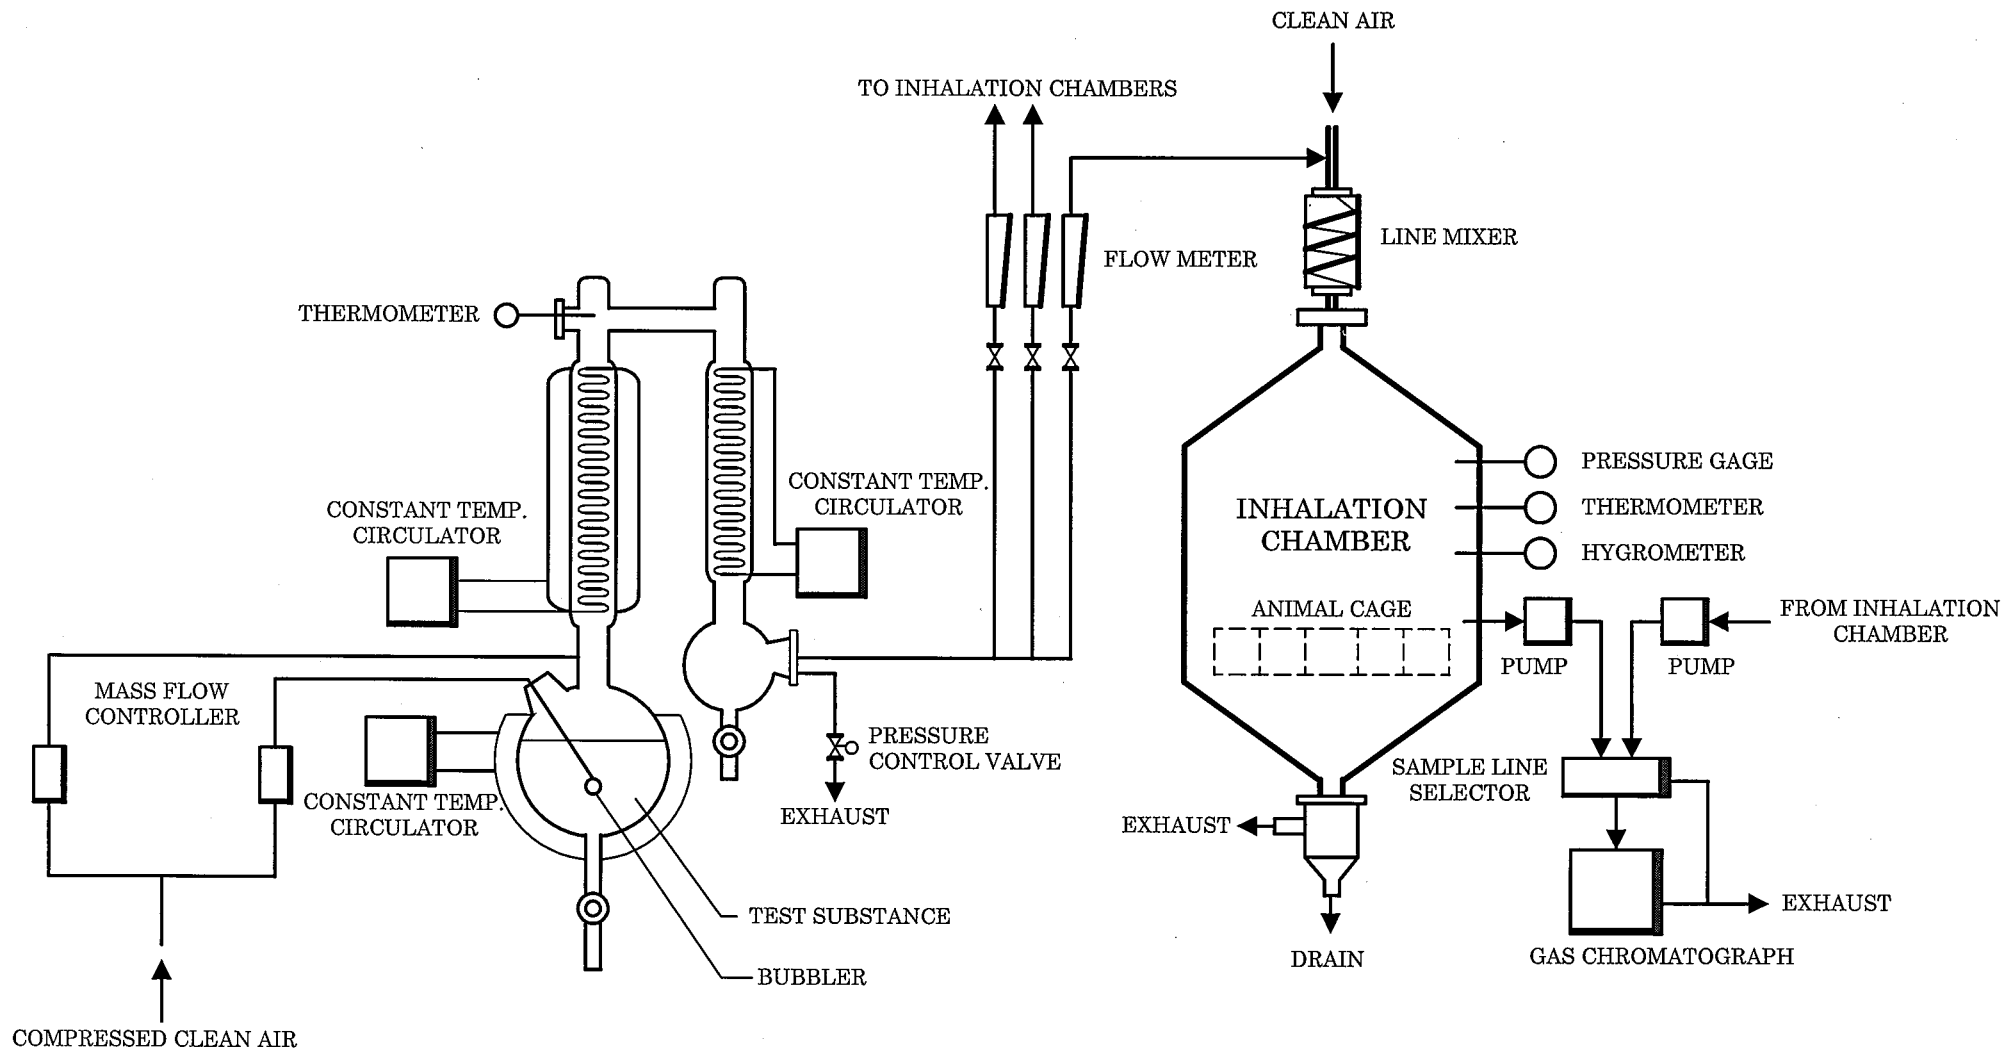 CLEAN AIR
TO INHALATION CHAMBERS
LINE MIXER
FLOW METER
THERMOMETER
PRESSURE GAGE
CONSTANT TEMP.
CIRCULATOR
CONSTANT TEMP.
CIRCULATOR
INHALATION
CHAMBER
THERMOMETER
HYGROMETER
ANIMAL CAGE
FROM INHALATION
CHAMBER
PUMP
PUMP
MASS FLOW
CONTROLLER
PRESSURE
CONTROL VALVE
SAMPLE LINE
SELECTOR
CONSTANT TEMP.
CIRCULATOR
EXHAUST
EXHAUST
TEST SUBSTANCE
EXHAUST
DRAIN
GAS CHROMATOGRAPH
BUBBLER
COMPRESSED CLEAN AIR